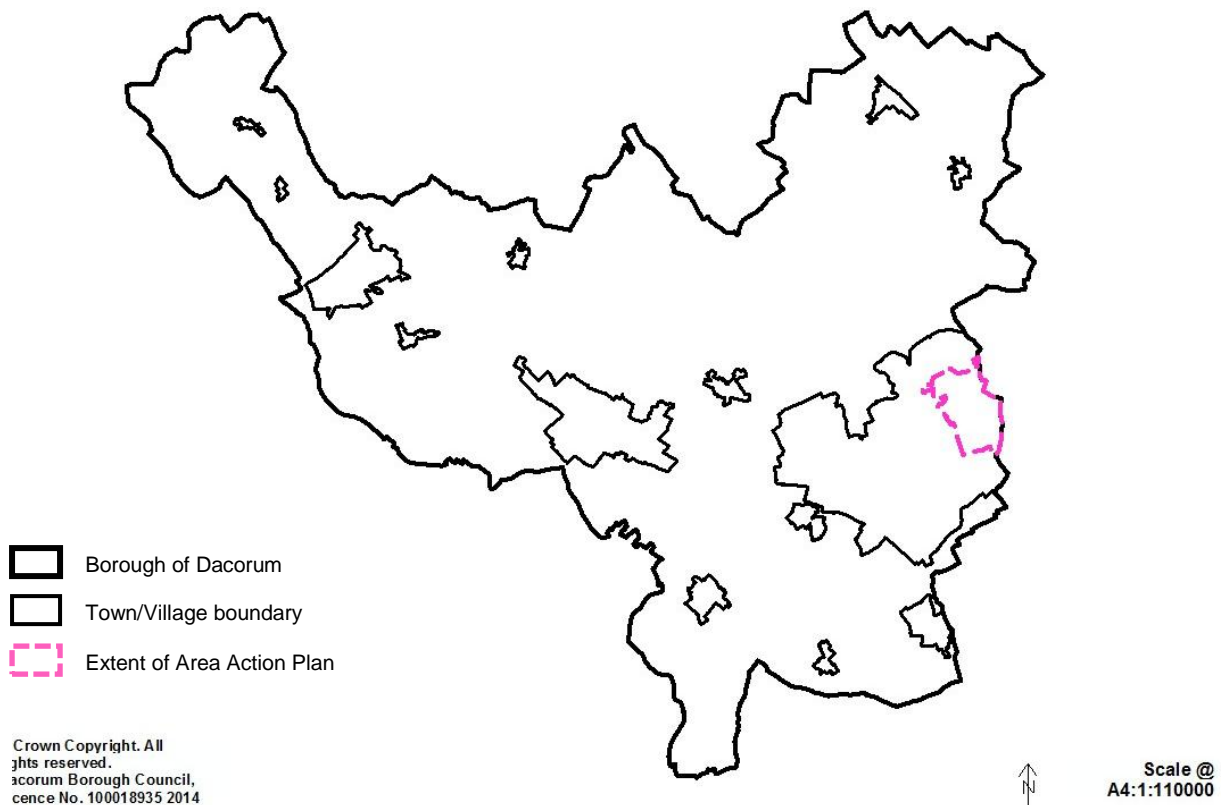 Borough of Dacorum
Town/Village boundary
Extent of Area Action Plan
Crown Copyright. All
ghts reserved.
acorum Borough Council,
cence No. 100018935 2014
N
Scale @
A4:1:110000